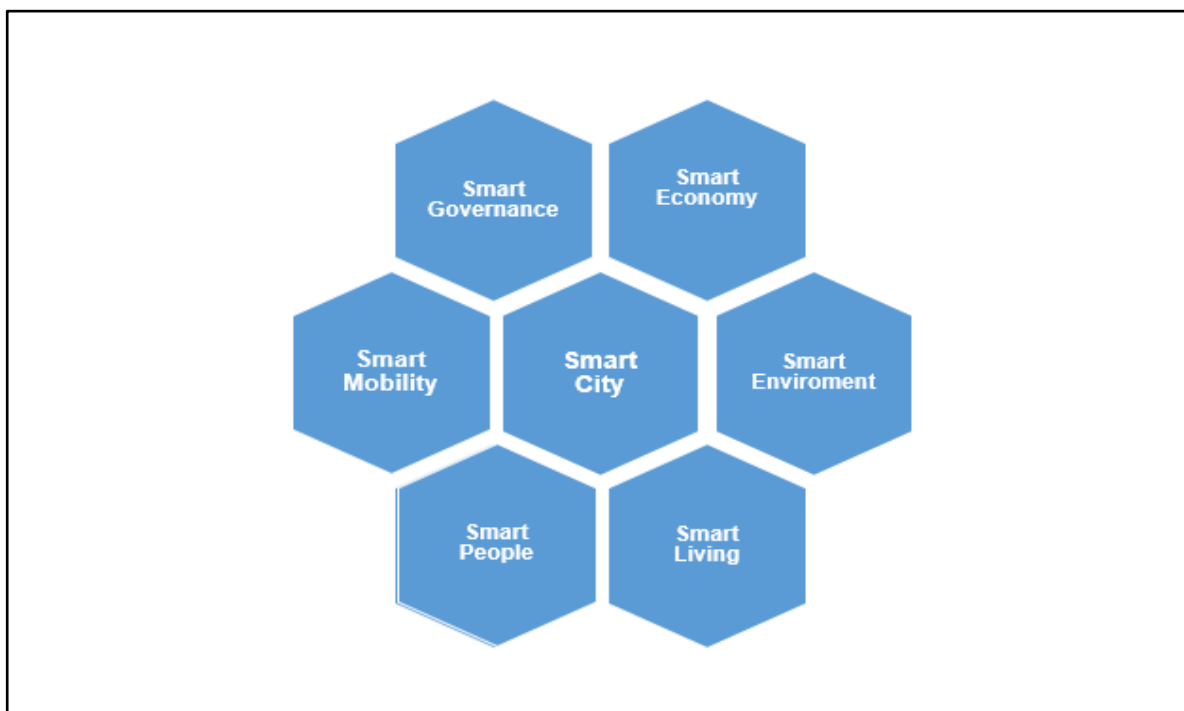 Smart
Governance
Smart
Economy
Smart
Mobility
Smart
City
Smart
Enviroment
Smart
People
Smart
Living